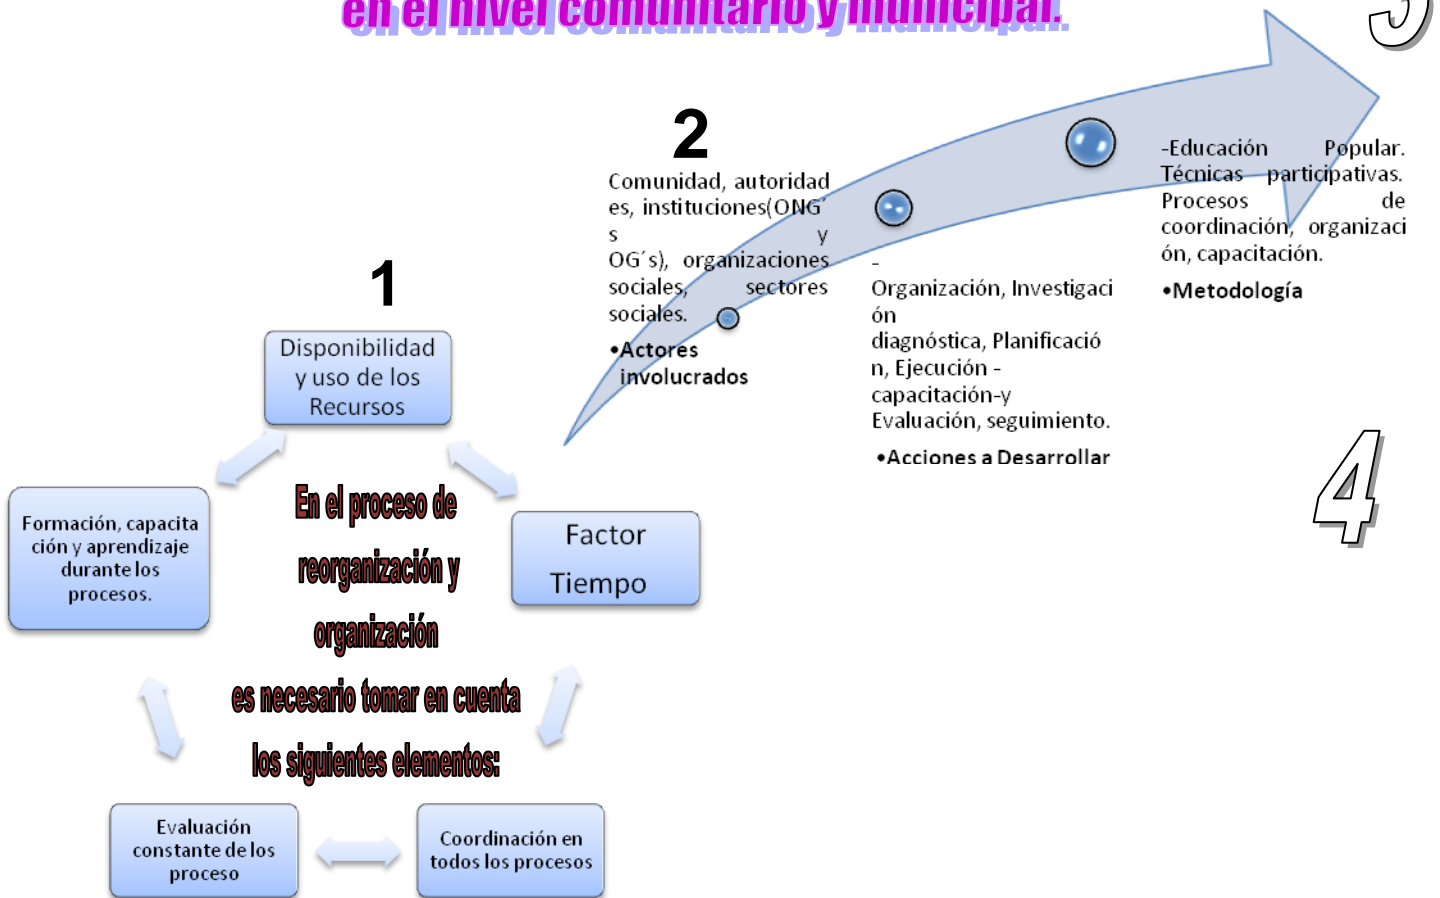 en el nivel comunitario y municipal.
3
2
Comunidad, autoridad
es, instituciones(ONG´
s y
OG´s), organizaciones
sociales, sectores
sociales.
•Actores
involucrados
-
Organización, Investigaci
ón
diagnóstica, Planificació
n, Ejecución -
capacitación-y
Evaluación, seguimiento.
•Acciones a Desarrollar
-Educación Popular.
Técnicas participativas.
Procesos de
coordinación, organizaci
ón, capacitación.
•Metodología
1
Disponibilidad
y uso de los
Recursos
Formación, capacita
ción y aprendizaje
durante los
procesos.
En el proceso de
reorganización y
organización
es necesario tomar en cuenta
los siguientes elementos:
Factor
Tiempo
Evaluación
constante de los
proceso
Coordinación en
todos los procesos
4